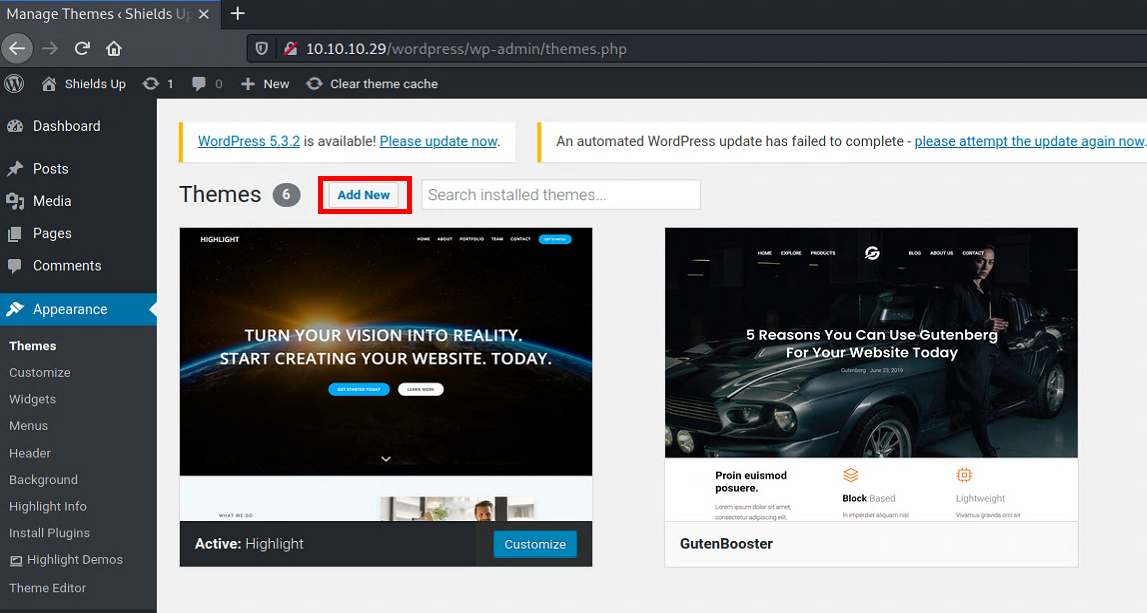 Manage Themes ‹ Shields Up
10.10.10.29/wordpress/wp-admin/themes.php
Shields Up 1 0 New Clear theme cache
Dashboard
Posts
Media
Pages
Comments
Appearance
Themes
Customize
Widgets
Menus
Header
Background
Highlight Info
Install Plugins
Highlight Demos
Theme Editor
WordPress 5.3.2 is available! Please update now.
An automated WordPress update has failed to complete - please attempt the update again now.
Themes 6 Add New Search installed themes...
HIGHLIGHT
HOME ABOUT PORTFOLIO TEAM CONTACT GET STARTED
TURN YOUR VISION INTO REALITY.
START CREATING YOUR WEBSITE. TODAY.
GET STARTED TODAY LEARN MORE
WHAT WE DO
Active: Highlight Customize
HOME EXPLORE PRODUCTS BLOG ABOUT US CONTACT
5 Reasons You Can Use Gutenberg
For Your Website Today
Gutenberg June 23, 2019
Proin euismod
posuere.
Lorem ipsum dolor sit amet,
consectetur adipiscing elit.
Block Based
In imperdiet aliquam nisl
Lightweight
Vivamus gravida orci sit
GutenBooster